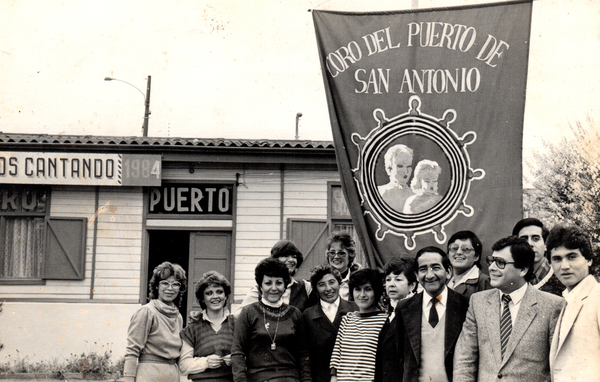 CORO DEL PUERTO DE
SAN ANTONIO
OS CANTANDO 1984
PUERTO